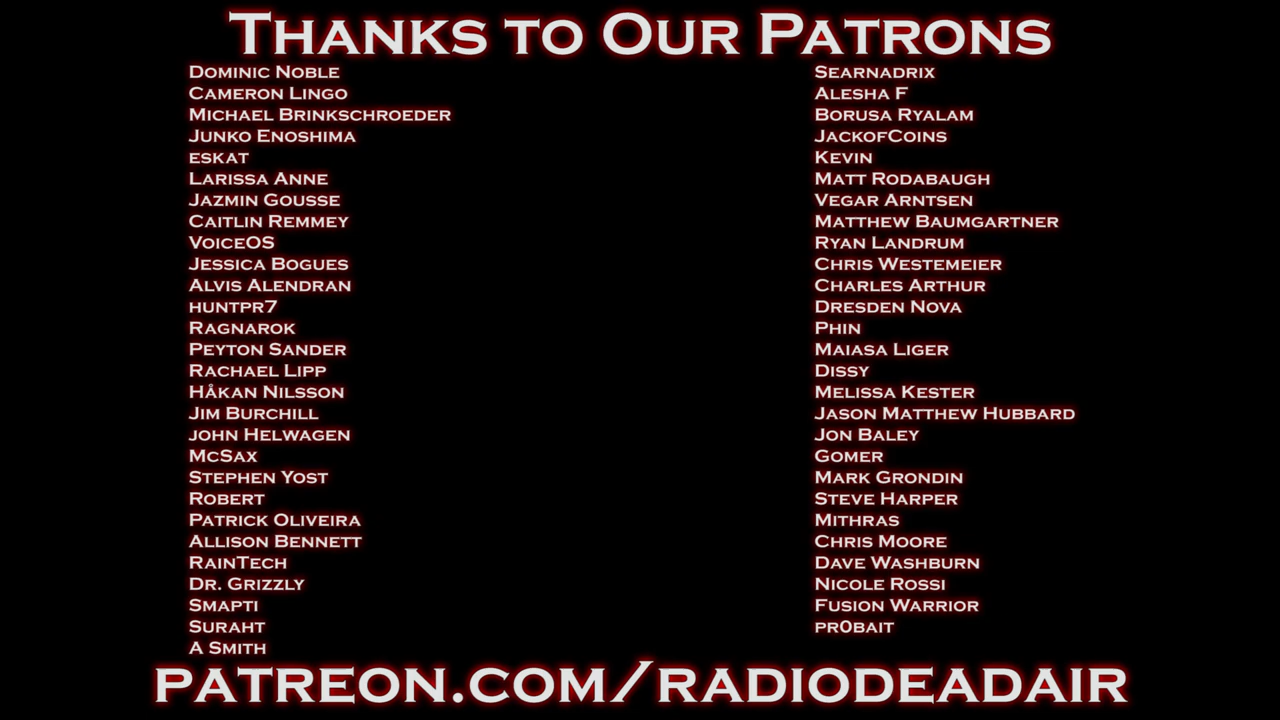 Thanks to Our Patrons
Dominic Noble
Cameron Lingo
Michael Brinkschroeder
Junko Enoshima
eskat
Larissa Anne
Jazmin Gousse
Caitlin Remmey
VoiceOS
Jessica Bogues
Alvis Alendran
huntpr7
Ragnarok
Peyton Sander
Rachael Lipp
Håkan Nilsson
Jim Burchill
john Helwagen
McSax
Stephen Yost
Robert
Patrick Oliveira
Allison Bennett
RainTech
Dr. Grizzly
Smapti
Suraht
A Smith
Searnadrix
Alesha F
Borusa Ryalam
JackofCoins
Kevin
Matt Rodabaugh
Vegar Arntsen
Matthew Baumgartner
Ryan Landrum
Chris Westemeier
Charles Arthur
Dresden Nova
Phin
Maiasa Liger
Dissy
Melissa Kester
Jason Matthew Hubbard
Jon Baley
Gomer
Mark Grondin
Steve Harper
Mithras
Chris Moore
Dave Washburn
Nicole Rossi
Fusion Warrior
pr0bait
patreon.com/radiodeadair